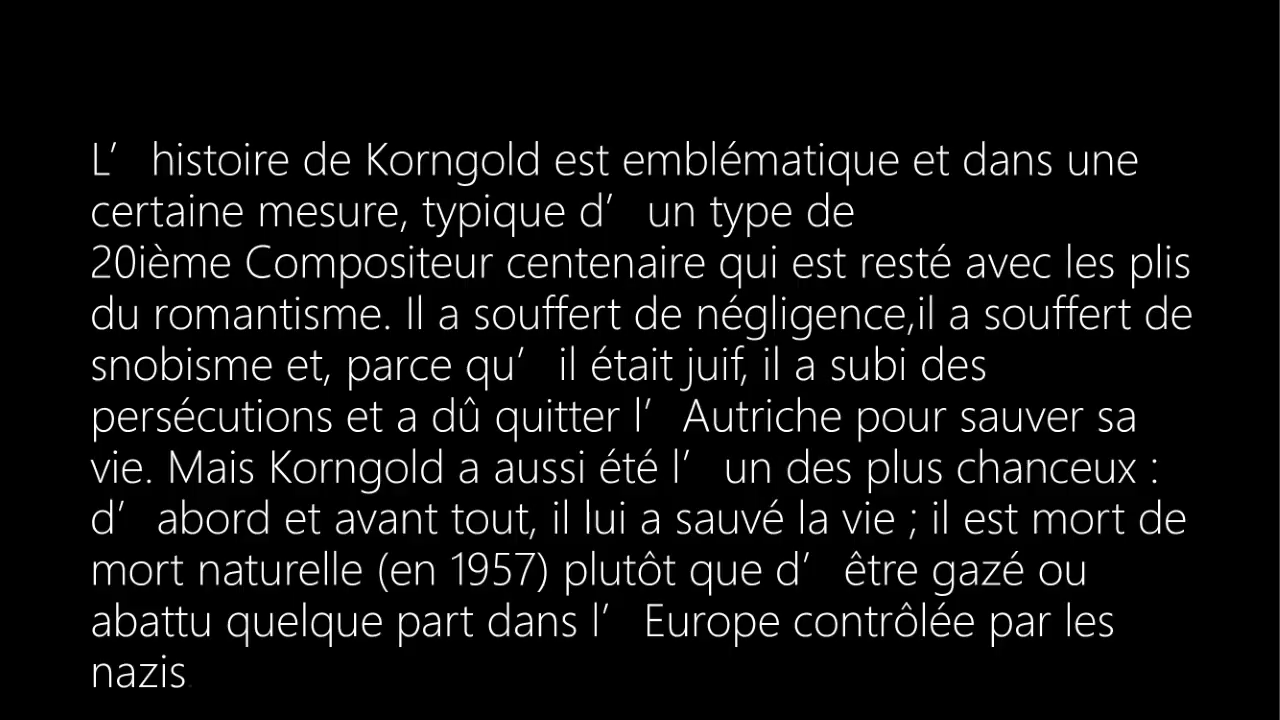 L’ histoire de Korngold est emblématique et dans une
certaine mesure, typique d’ un type de
20ième Compositeur centenaire qui est resté avec les plis
du romantisme. Il a souffert de négligence,il a souffert de
snobisme et, parce qu’ il était juif, il a subi des
persécutions et a dû quitter l’ Autriche pour sauver sa
vie. Mais Korngold a aussi été l’ un des plus chanceux :
d’ abord et avant tout, il lui a sauvé la vie ; il est mort de
mort naturelle (en 1957) plutôt que d’ être gazé ou
abattu quelque part dans l’ Europe contrôlée par les
nazis.